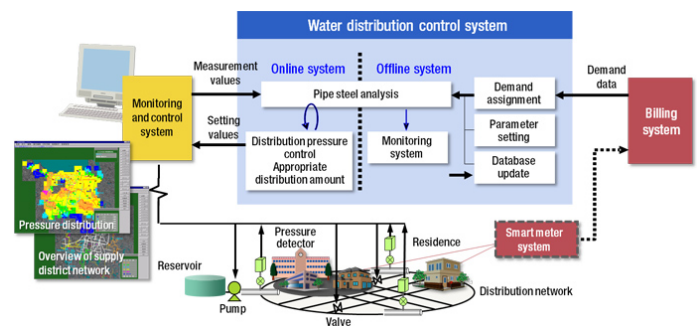 Water distribution control system
Measurement
values
Online system
Offline system
Demand
data
Pipe steel analysis
Demand
assignment
Monitoring
and control
system
Billing
system
Setting
values
Distribution pressure
control
Appropriate
distribution amount
Monitoring
system
Parameter
setting
Database
update
Pressure distribution
Overview of supply
district network
Pressure
detector
Residence
Smart meter
system
Reservoir
Distribution network
Pump
Valve